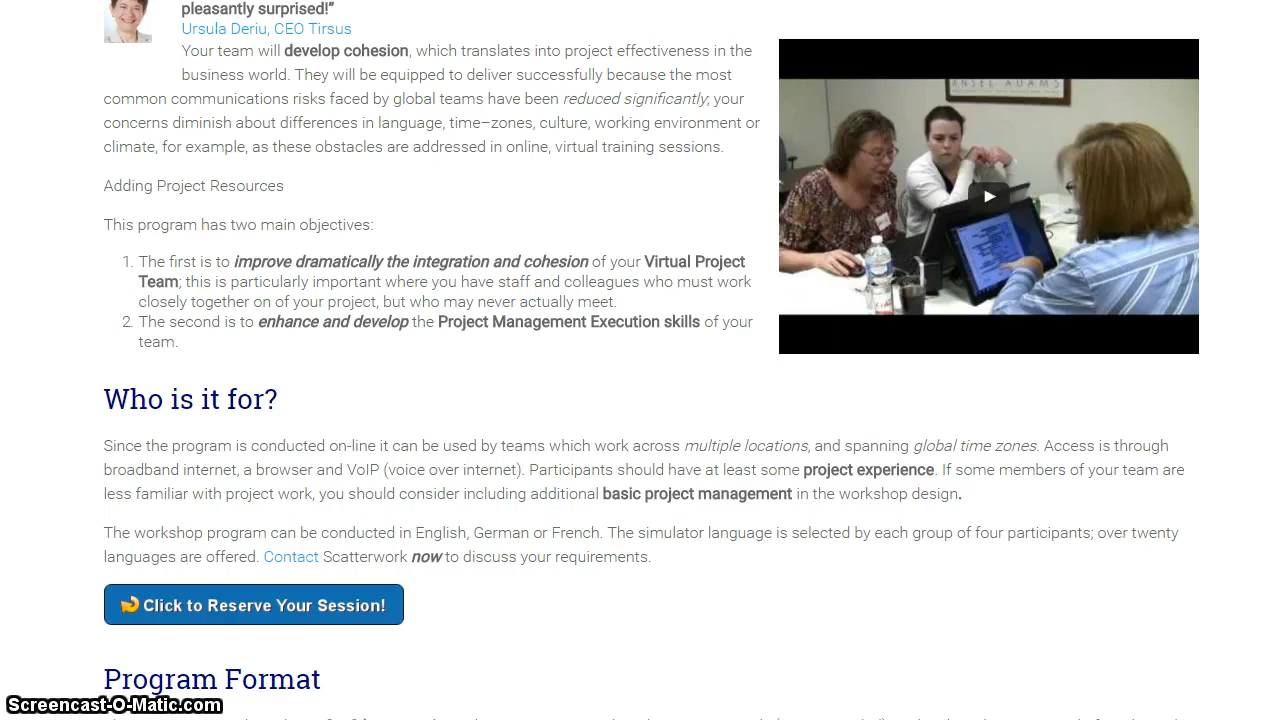 pleasantly surprised!”
Ursula Deriu, CEO Tirsus
Your team will develop cohesion, which translates into project effectiveness in the
business world. They will be equipped to deliver successfully because the most
common communications risks faced by global teams have been reduced significantly; your
concerns diminish about differences in language, time–zones, culture, working environment or
climate, for example, as these obstacles are addressed in online, virtual training sessions.
ANSEL ADAMS
Adding Project Resources
This program has two main objectives:
1. The first is to improve dramatically the integration and cohesion of your Virtual Project
Team; this is particularly important where you have staff and colleagues who must work
closely together on of your project, but who may never actually meet.
2. The second is to enhance and develop the Project Management Execution skills of your
team.
Who is it for?
Since the program is conducted on-line it can be used by teams which work across multiple locations, and spanning global time zones. Access is through
broadband internet, a browser and VoIP (voice over internet). Participants should have at least some project experience. If some members of your team are
less familiar with project work, you should consider including additional basic project management in the workshop design.
The workshop program can be conducted in English, German or French. The simulator language is selected by each group of four participants; over twenty
languages are offered. Contact Scatterwork now to discuss your requirements.
Click to Reserve Your Session!
Program Format
Screencast-O-Matic.com